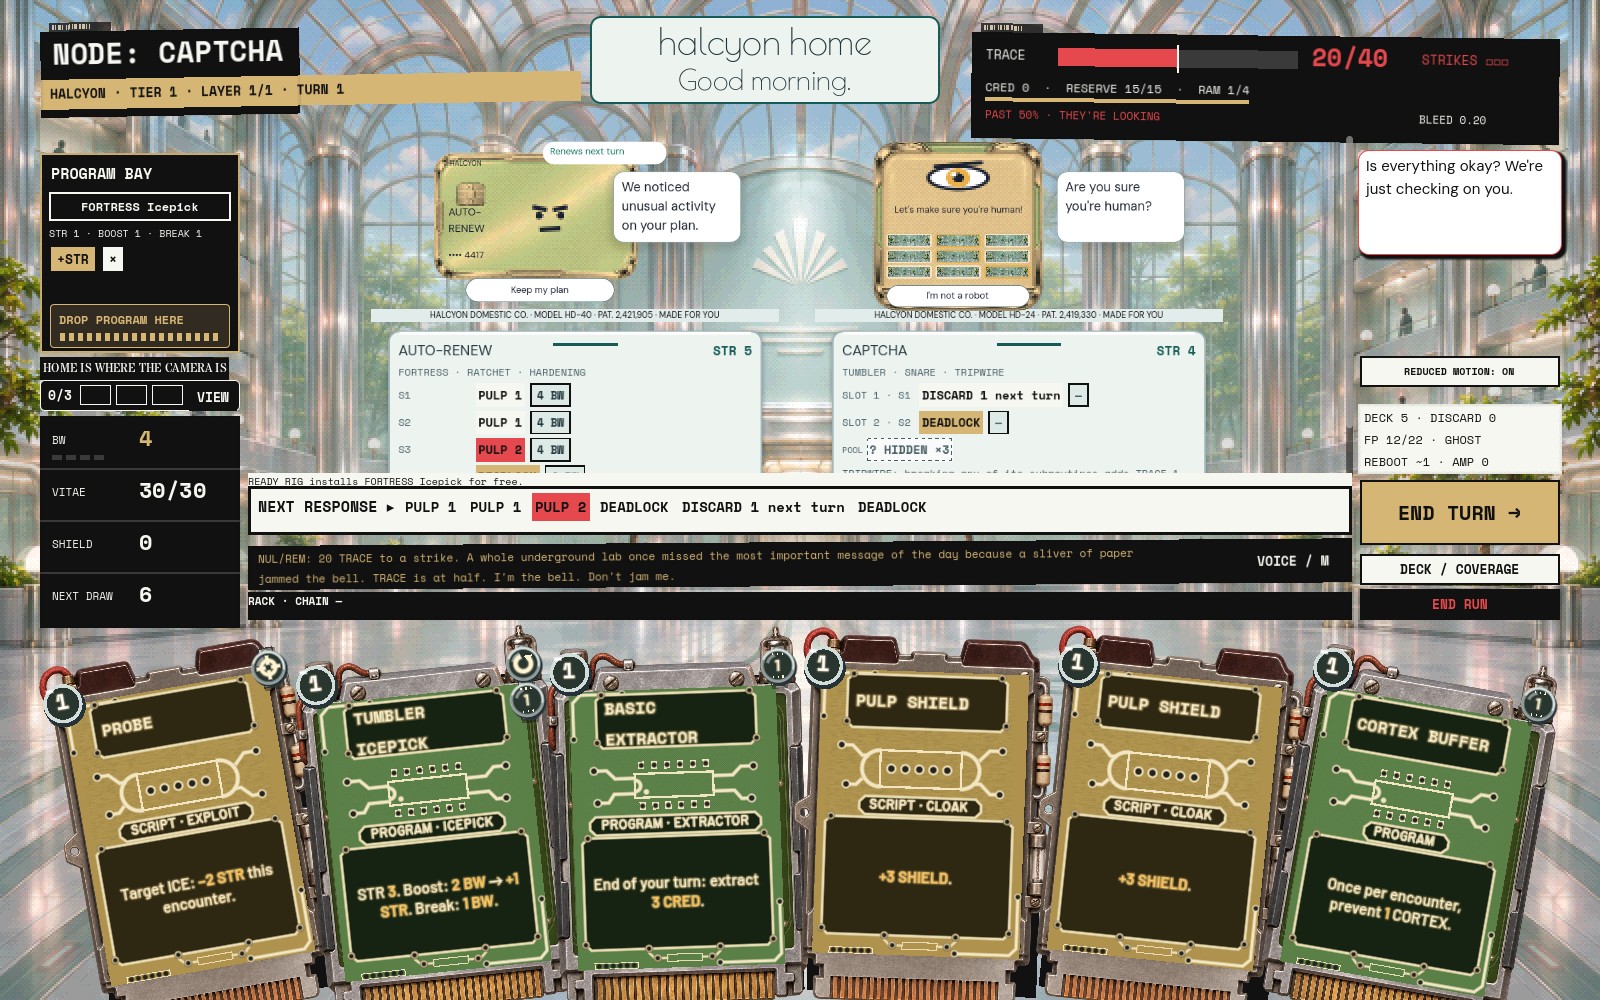 NODE: CAPTCHA
HALCYON · TIER 1 · LAYER 1/1 · TURN 1
halcyon home
Good morning.
TRACE 20/40 STRIKES
CRED 0 · RESERVE 15/15 · RAM 1/4
PAST 50% · THEY'RE LOOKING
BLEED 0.20
PROGRAM BAY
FORTRESS Icepick
STR 1 · BOOST 1 · BREAK 1
+STR ×
DROP PROGRAM HERE
HOME IS WHERE THE CAMERA IS
0/3 VIEW
BW 4
VITAE 30/30
SHIELD 0
NEXT DRAW 6
Renews next turn
HALCYON
AUTO-
RENEW
•••• 4417
Keep my plan
We noticed
unusual activity
on your plan.
HALCYON DOMESTIC CO. · MODEL HD-40 · PAT. 2,421,905 · MADE FOR YOU
AUTO-RENEW STR 5
FORTRESS · RATCHET · HARDENING
S1 PULP 1 4 BW
S2 PULP 1 4 BW
S3 PULP 2 4 BW
Let's make sure you're human!
I'm not a robot
Are you sure
you're human?
HALCYON DOMESTIC CO. · MODEL HD-24 · PAT. 2,419,330 · MADE FOR YOU
CAPTCHA STR 4
TUMBLER · SNARE · TRIPWIRE
SLOT 1 · S1 DISCARD 1 next turn —
SLOT 2 · S2 DEADLOCK —
POOL ? HIDDEN ×3
Is everything okay? We're
just checking on you.
REDUCED MOTION: ON
DECK 5 · DISCARD 0
FP 12/22 · GHOST
REBOOT ~1 · AMP 0
END TURN →
DECK / COVERAGE
END RUN
READY RIG installs FORTRESS Icepick for free.
NEXT RESPONSE ▸ PULP 1 PULP 1 PULP 2 DEADLOCK DISCARD 1 next turn DEADLOCK
NUL/REM: 20 TRACE to a strike. A whole underground lab once missed the most important message of the day because a sliver of paper
jammed the bell. TRACE is at half. I'm the bell. Don't jam me.
VOICE / M
RACK · CHAIN —
1
PROBE
SCRIPT · EXPLOIT
Target ICE: −2 STR this
encounter.
1
1
TUMBLER
ICEPICK
PROGRAM · ICEPICK
STR 3. Boost: 2 BW → +1
STR. Break: 1 BW.
1
1
BASIC
EXTRACTOR
PROGRAM · EXTRACTOR
End of your turn: extract
3 CRED.
1
PULP SHIELD
SCRIPT · CLOAK
+3 SHIELD.
1
PULP SHIELD
SCRIPT · CLOAK
+3 SHIELD.
1
1
CORTEX BUFFER
PROGRAM
Once per encounter,
prevent 1 CORTEX.